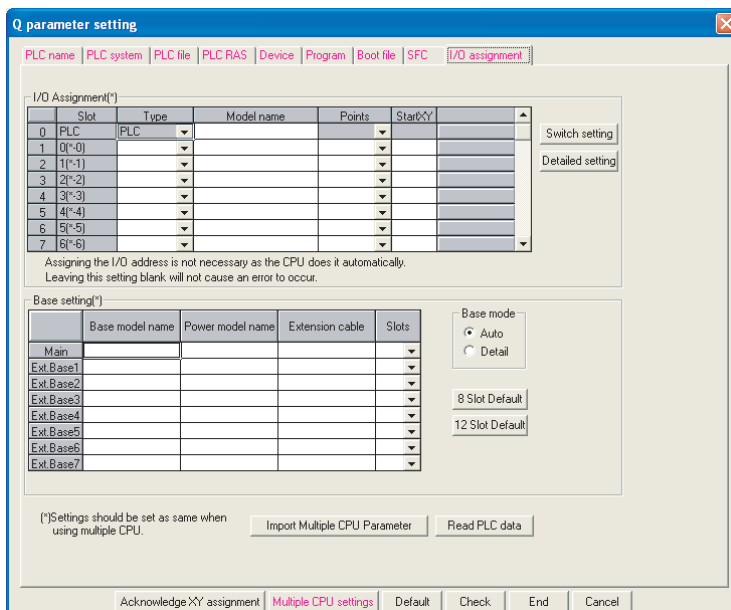 Q parameter setting
PLC name PLC system PLC file PLC RAS Device Program Boot file SFC I/O assignment
I/O Assignment(*)
Slot Type Model name Points StartXY
0 PLC PLC
1 0(*-0)
2 1(*-1)
3 2(*-2)
4 3(*-3)
5 4(*-4)
6 5(*-5)
7 6(*-6)
Switch setting
Detailed setting
Assigning the I/O address is not necessary as the CPU does it automatically.
Leaving this setting blank will not cause an error to occur.
Base setting(*)
Base model name Power model name Extension cable Slots
Main
Ext.Base1
Ext.Base2
Ext.Base3
Ext.Base4
Ext.Base5
Ext.Base6
Ext.Base7
Base mode
Auto
Detail
8 Slot Default
12 Slot Default
(*)Settings should be set as same when
using multiple CPU.
Import Multiple CPU Parameter Read PLC data
Acknowledge XY assignment Multiple CPU settings Default Check End Cancel